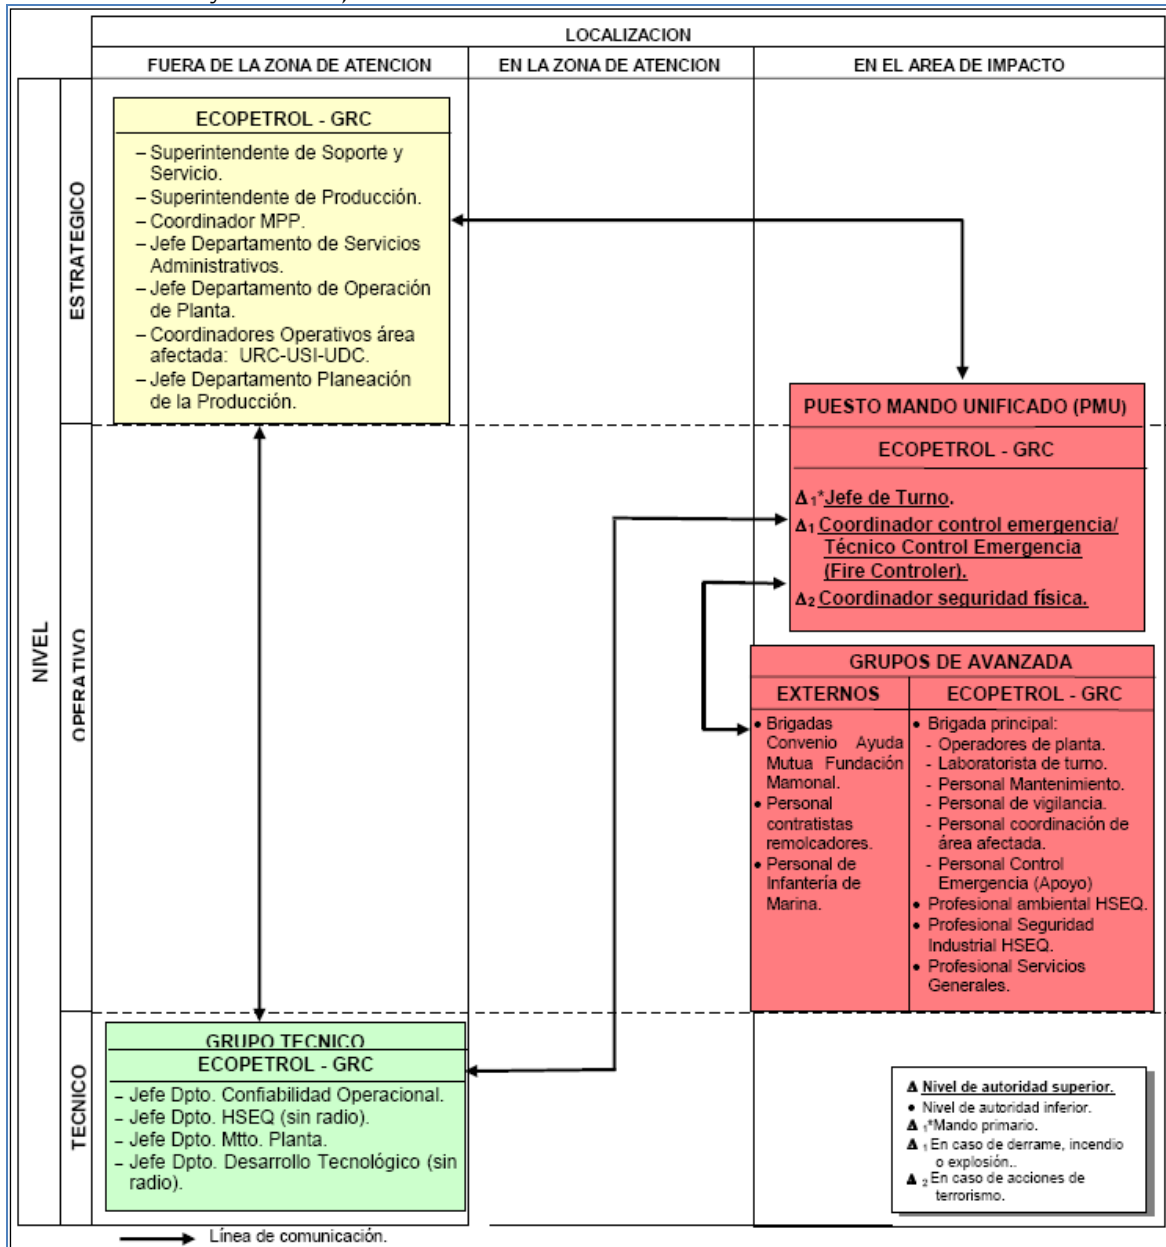 LOCALIZACION
FUERA DE LA ZONA DE ATENCION
EN LA ZONA DE ATENCION
EN EL AREA DE IMPACTO
NIVEL
ESTRATEGICO
ECOPETROL - GRC
– Superintendente de Soporte y
Servicio.
– Superintendente de Producción.
– Coordinador MPP.
– Jefe Departamento de Servicios
Administrativos.
– Jefe Departamento de Operación
de Planta.
– Coordinadores Operativos área
afectada: URC-USI-UDC.
– Jefe Departamento Planeación
de la Producción.
OPERATIVO
PUESTO MANDO UNIFICADO (PMU)
ECOPETROL - GRC
Δ1*Jefe de Turno.
Δ1 Coordinador control emergencia/
Técnico Control Emergencia
(Fire Controler).
Δ2 Coordinador seguridad física.
GRUPOS DE AVANZADA
EXTERNOS
• Brigadas
Convenio Ayuda
Mutua Fundación
Mamonal.
• Personal
contratistas
remolcadores.
• Personal de
Infantería de
Marina.
ECOPETROL - GRC
• Brigada principal:
- Operadores de planta.
- Laboratorista de turno.
- Personal Mantenimiento.
- Personal de vigilancia.
- Personal coordinación de
área afectada.
- Personal Control
Emergencia (Apoyo)
• Profesional ambiental HSEQ.
• Profesional Seguridad
Industrial HSEQ.
• Profesional Servicios
Generales.
TECNICO
GRUPO TECNICO
ECOPETROL - GRC
– Jefe Dpto. Confiabilidad Operacional.
– Jefe Dpto. HSEQ (sin radio).
– Jefe Dpto. Mtto. Planta.
– Jefe Dpto. Desarrollo Tecnológico (sin
radio).
Δ Nivel de autoridad superior.
• Nivel de autoridad inferior.
Δ 1*Mando primario.
Δ 1 En caso de derrame, incendio
o explosión..
Δ 2 En caso de acciones de
terrorismo.
Línea de comunicación.